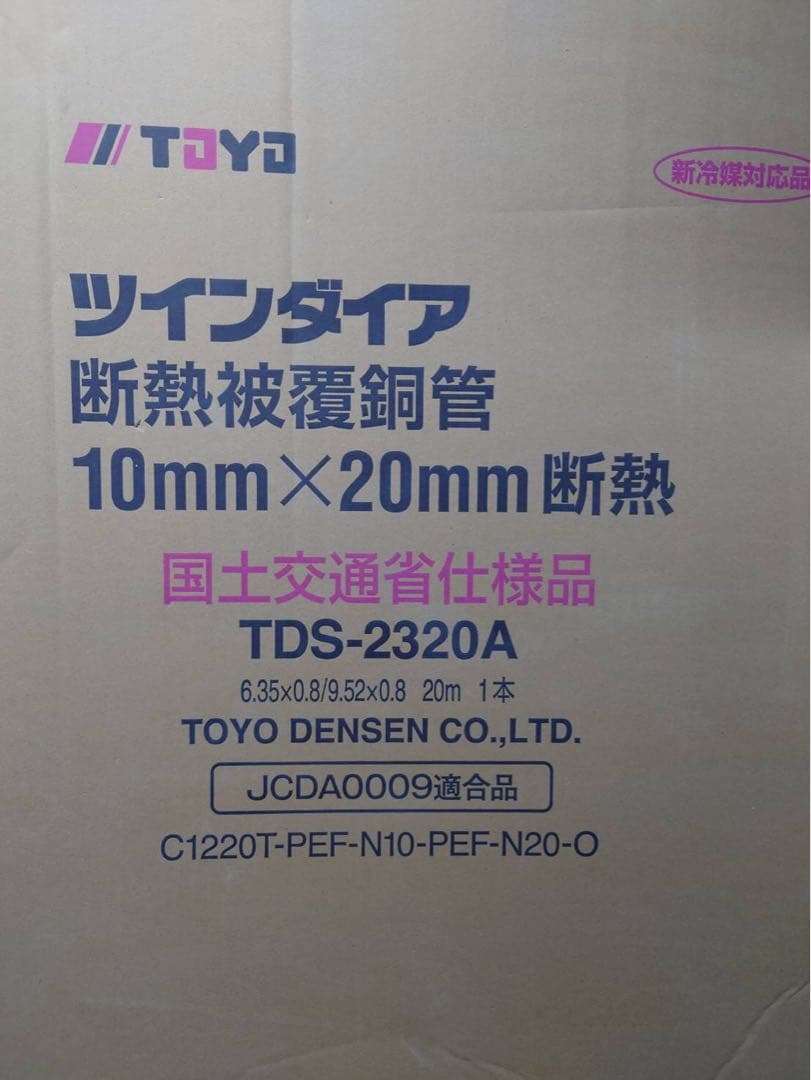 TOYO
新冷媒対応品
ツインダイア
断熱被覆銅管
10mm×20mm断熱
国土交通省仕様品
TDS-2320A
6.35×0.8/9.52×0.8 20m 1本
TOYO DENSEN CO.,LTD.
JCDA0009適合品
C1220T-PEF-N10-PEF-N20-O